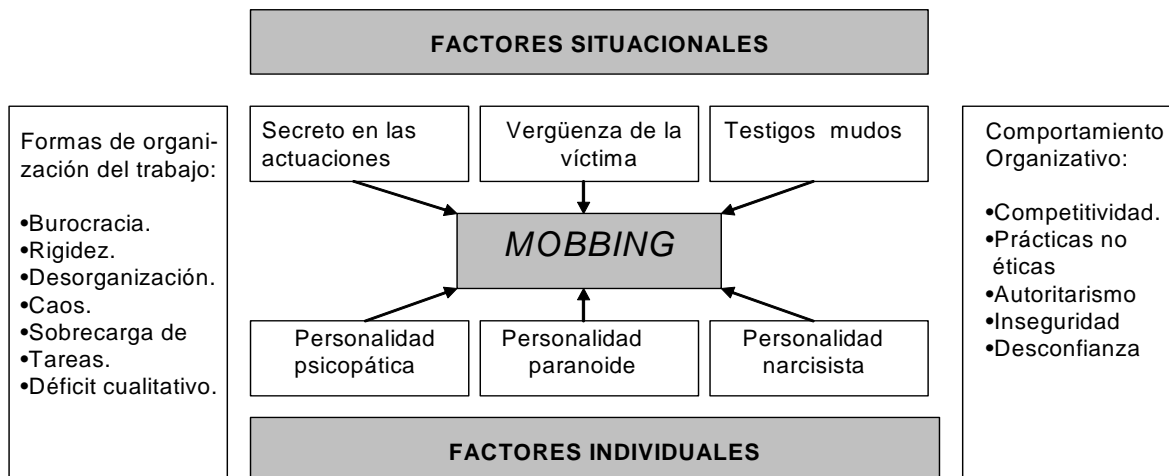 FACTORES SITUACIONALES
Formas de organi-
zación del trabajo:
•Burocracia.
•Rigidez.
•Desorganización.
•Caos.
•Sobrecarga de
•Tareas.
•Déficit cualitativo.
Secreto en las
actuaciones
Vergüenza de la
víctima
Testigos mudos
MOBBING
Personalidad
psicopática
Personalidad
paranoide
Personalidad
narcisista
Comportamiento
Organizativo:
•Competitividad.
•Prácticas no
éticas
•Autoritarismo
•Inseguridad
•Desconfianza
FACTORES INDIVIDUALES